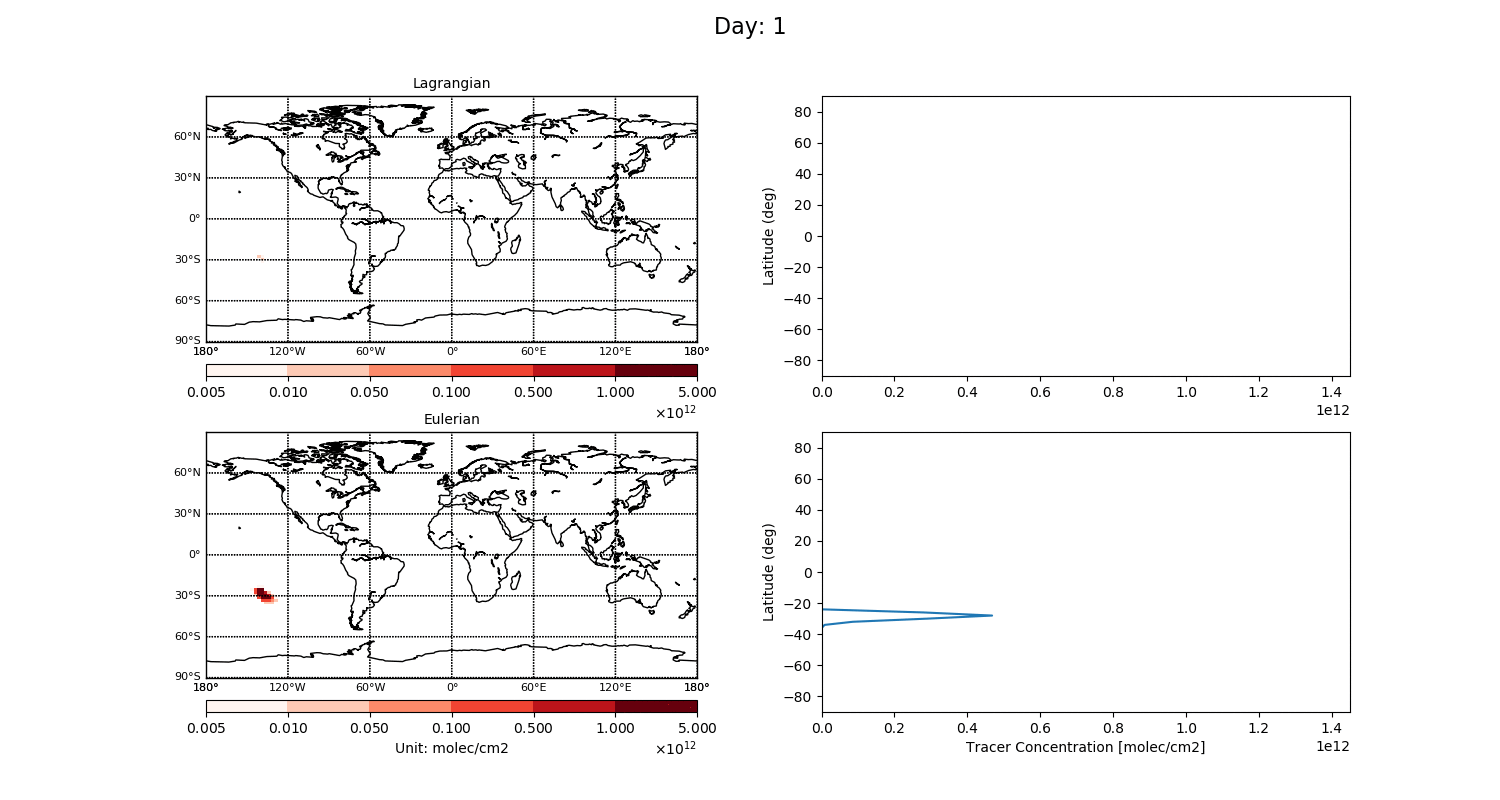 Day: 1
Lagrangian
60°N
30°N
0°
30°S
60°S
90°S
180° 120°W 60°W 0° 60°E 120°E 180°
0.005 0.010 0.050 0.100 0.500 1.000 5.000
×10¹²
80
60
40
20
0
−20
−40
−60
−80
Latitude (deg)
0.0 0.2 0.4 0.6 0.8 1.0 1.2 1.4
1e12
Eulerian
60°N
30°N
0°
30°S
60°S
90°S
180° 120°W 60°W 0° 60°E 120°E 180°
0.005 0.010 0.050 0.100 0.500 1.000 5.000
Unit: molec/cm2
×10¹²
80
60
40
20
0
−20
−40
−60
−80
Latitude (deg)
0.0 0.2 0.4 0.6 0.8 1.0 1.2 1.4
Tracer Concentration [molec/cm2]
1e12